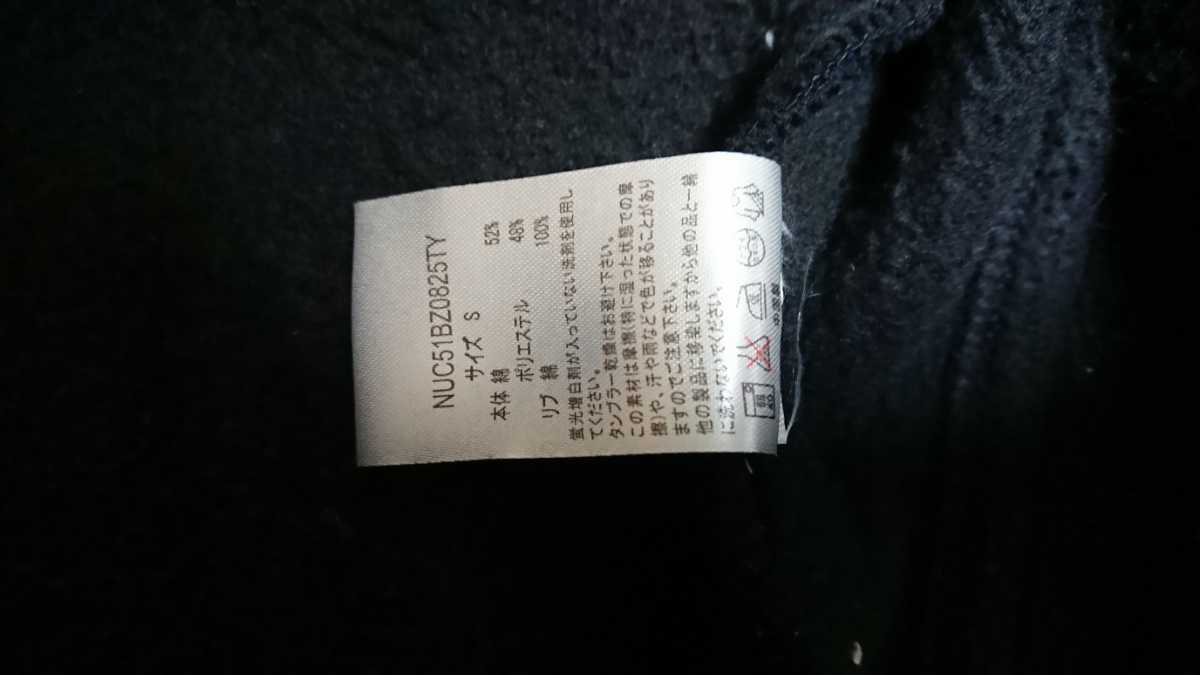 NUC51BZ0825TY
サイズ S
本体 綿 52%
ポリエステル 48%
リブ 綿 100%
蛍光増白剤が入っていない洗剤を使用し
てください。
タンブラー乾燥はお避け下さい。
この素材は摩擦(特に湿った状態での摩
擦)や、汗や雨などで色が移ることがあり
ますのでご注意下さい。
他の製品に移染しますから他の品と一緒
に洗わないでください。